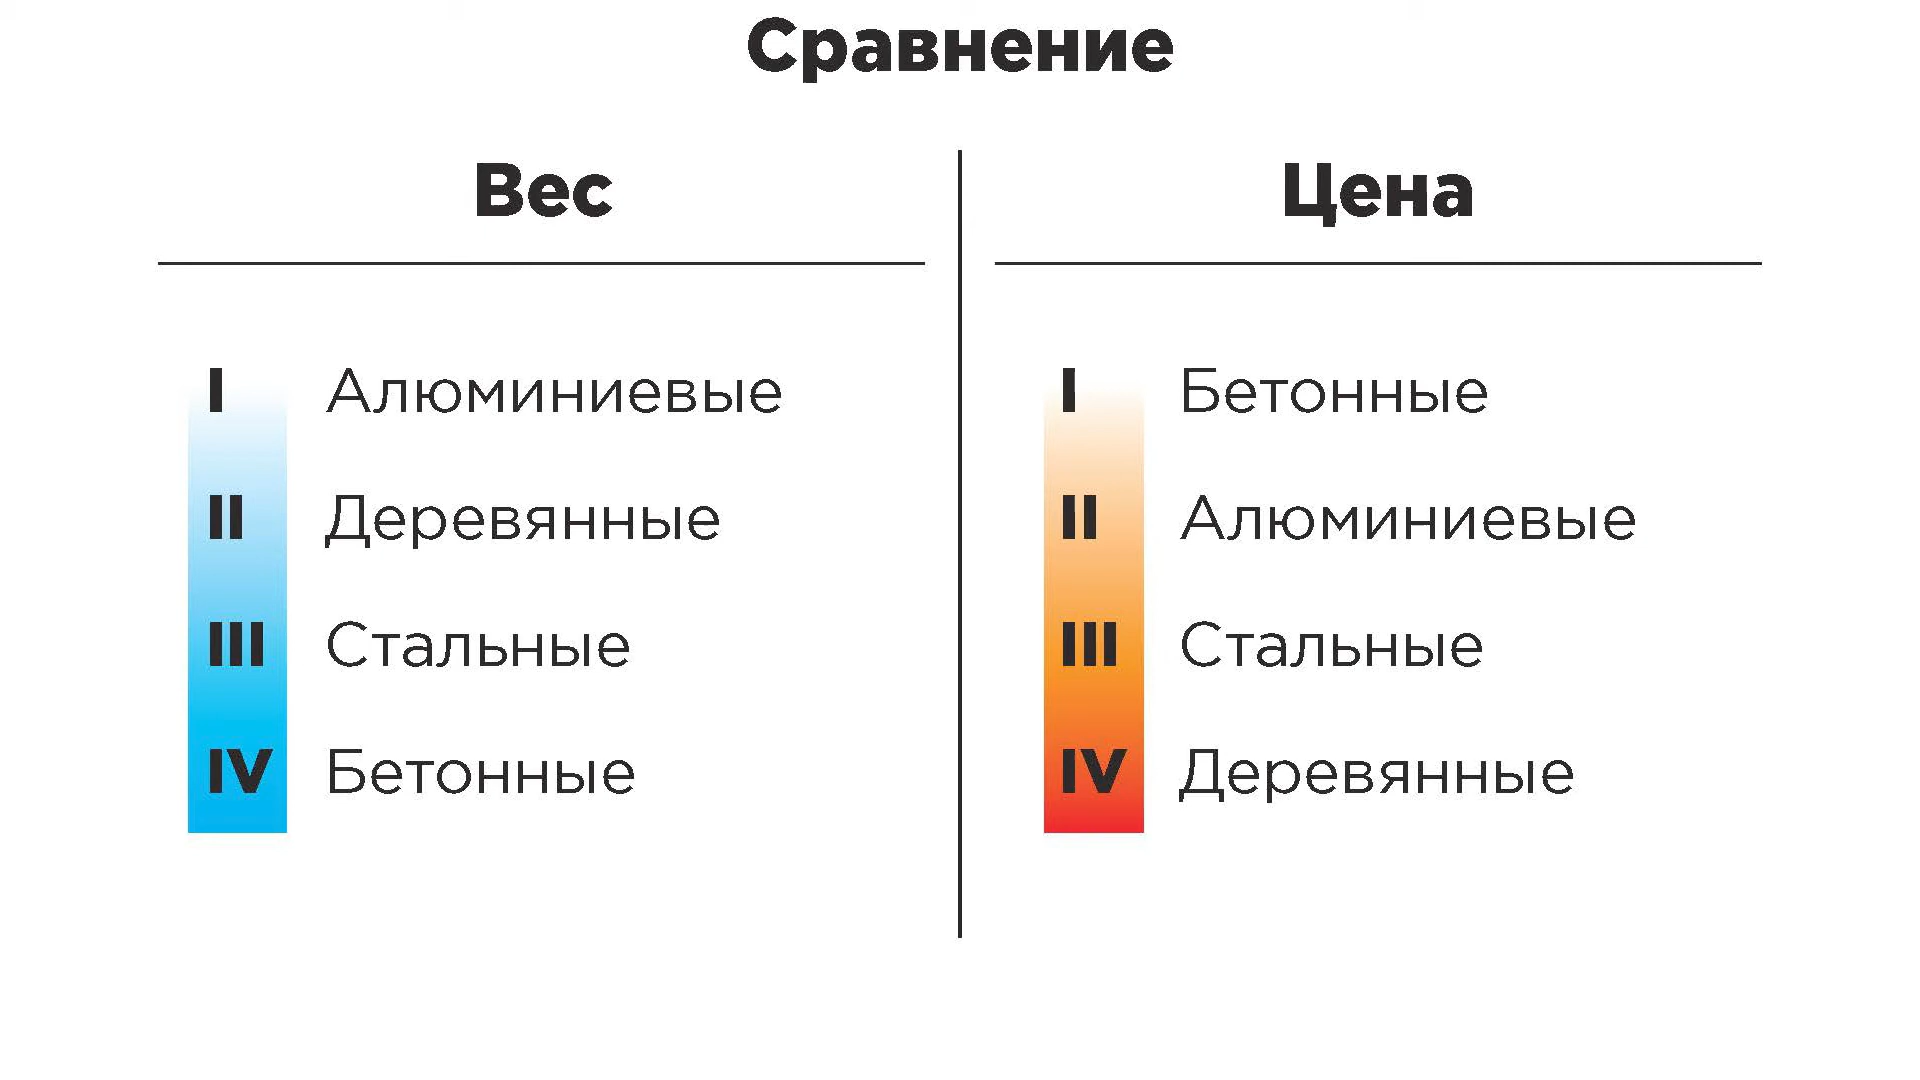 Сравнение
Вес
I Алюминиевые
II Деревянные
III Стальные
IV Бетонные
Цена
I Бетонные
II Алюминиевые
III Стальные
IV Деревянные